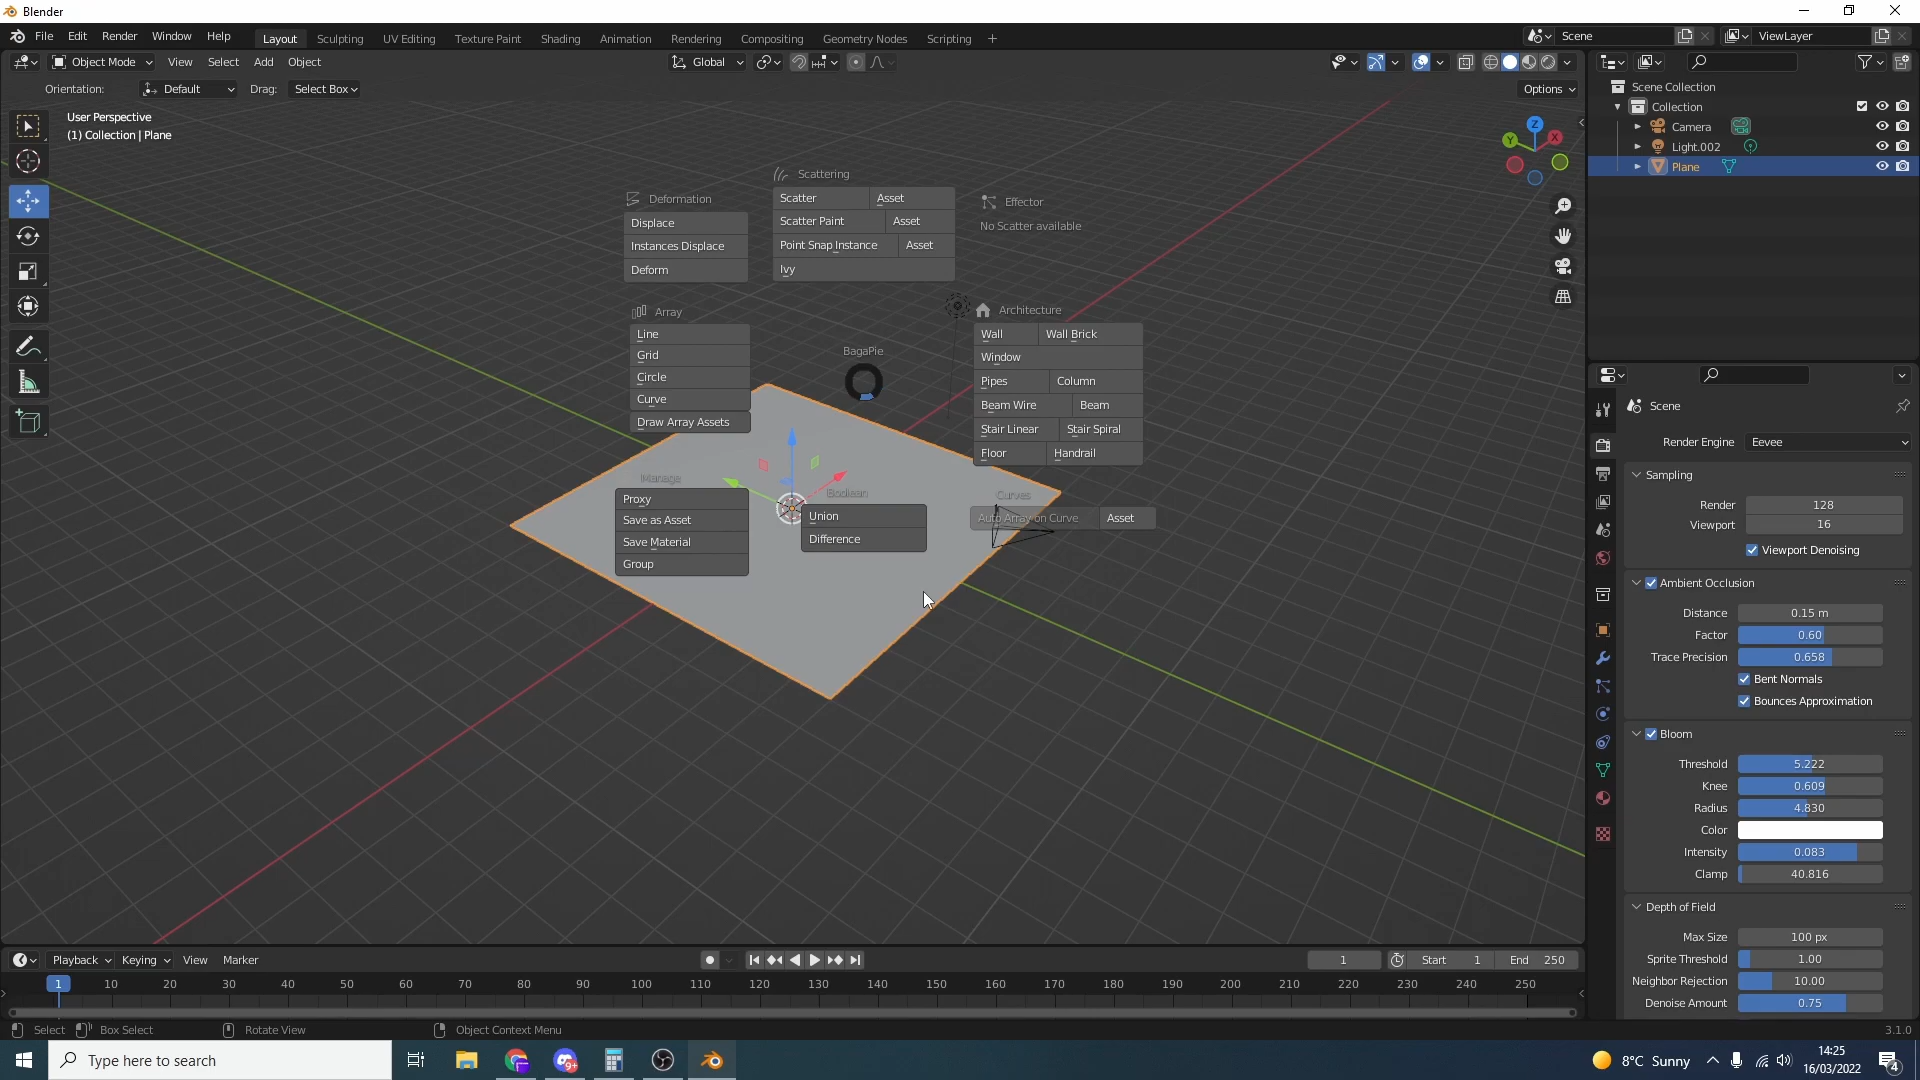 Blender
File Edit Render Window Help
Layout Sculpting UV Editing Texture Paint Shading Animation Rendering Compositing Geometry Nodes Scripting +
Scene ViewLayer
Object Mode View Select Add Object
Global
Orientation: Default Drag: Select Box
Options
User Perspective
(1) Collection | Plane
Z
Y
X
Deformation
Displace
Instances Displace
Deform
Scattering
Scatter Asset
Scatter Paint Asset
Point Snap Instance Asset
Ivy
Effector
No Scatter available
Array
Line
Grid
Circle
Curve
Draw Array Assets
BagaPie
Architecture
Wall Wall Brick
Window
Pipes Column
Beam Wire Beam
Stair Linear Stair Spiral
Floor Handrail
Manage
Proxy
Save as Asset
Save Material
Group
Boolean
Union
Difference
Curves
Auto Array on Curve Asset
Scene Collection
Collection
Camera
Light.002
Plane
Scene
Render Engine Eevee
Sampling
Render 128
Viewport 16
Viewport Denoising
Ambient Occlusion
Distance 0.15 m
Factor 0.60
Trace Precision 0.658
Bent Normals
Bounces Approximation
Bloom
Threshold 5.222
Knee 0.609
Radius 4.830
Color
Intensity 0.083
Clamp 40.816
Depth of Field
Max Size 100 px
Sprite Threshold 1.00
Neighbor Rejection 10.00
Denoise Amount 0.75
Playback Keying View Marker
1 Start 1 End 250
1 10 20 30 40 50 60 70 80 90 100 110 120 130 140 150 160 170 180 190 200 210 220 230 240 250
Select Box Select Rotate View Object Context Menu
3.1.0
Type here to search
9+
8°C Sunny
14:25
16/03/2022
4